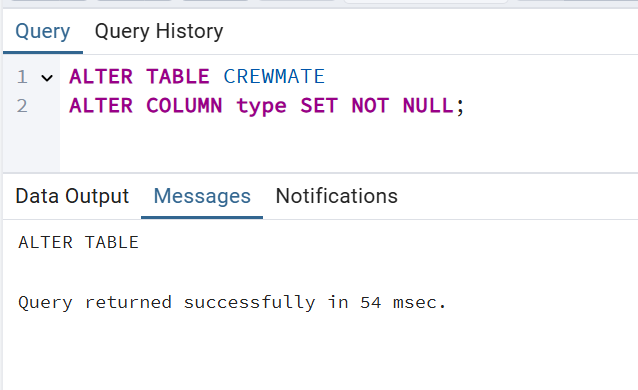 Query Query History
1 ALTER TABLE CREWMATE
2 ALTER COLUMN type SET NOT NULL;
Data Output Messages Notifications
ALTER TABLE
Query returned successfully in 54 msec.